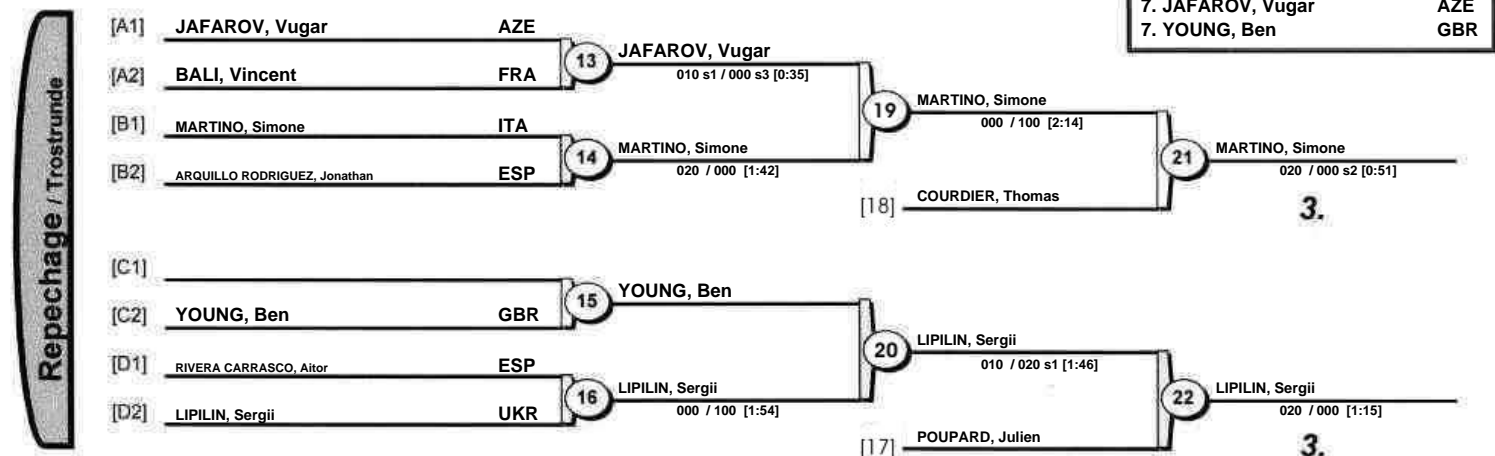 7. JAFAROV, Vugar AZE
7. YOUNG, Ben GBR
Repechage / Trostrunde
[A1] JAFAROV, Vugar AZE
13 JAFAROV, Vugar
010 s1 / 000 s3 [0:35]
[A2] BALI, Vincent FRA
19 MARTINO, Simone
000 / 100 [2:14]
[B1] MARTINO, Simone ITA
14 MARTINO, Simone
020 / 000 [1:42]
[B2] ARQUILLO RODRIGUEZ, Jonathan ESP
21 MARTINO, Simone
020 / 000 s2 [0:51]
[18] COURDIER, Thomas
3.
[C1]
15 YOUNG, Ben
[C2] YOUNG, Ben GBR
20 LIPILIN, Sergii
010 / 020 s1 [1:46]
[D1] RIVERA CARRASCO, Aitor ESP
16 LIPILIN, Sergii
000 / 100 [1:54]
[D2] LIPILIN, Sergii UKR
22 LIPILIN, Sergii
020 / 000 [1:15]
[17] POUPARD, Julien
3.